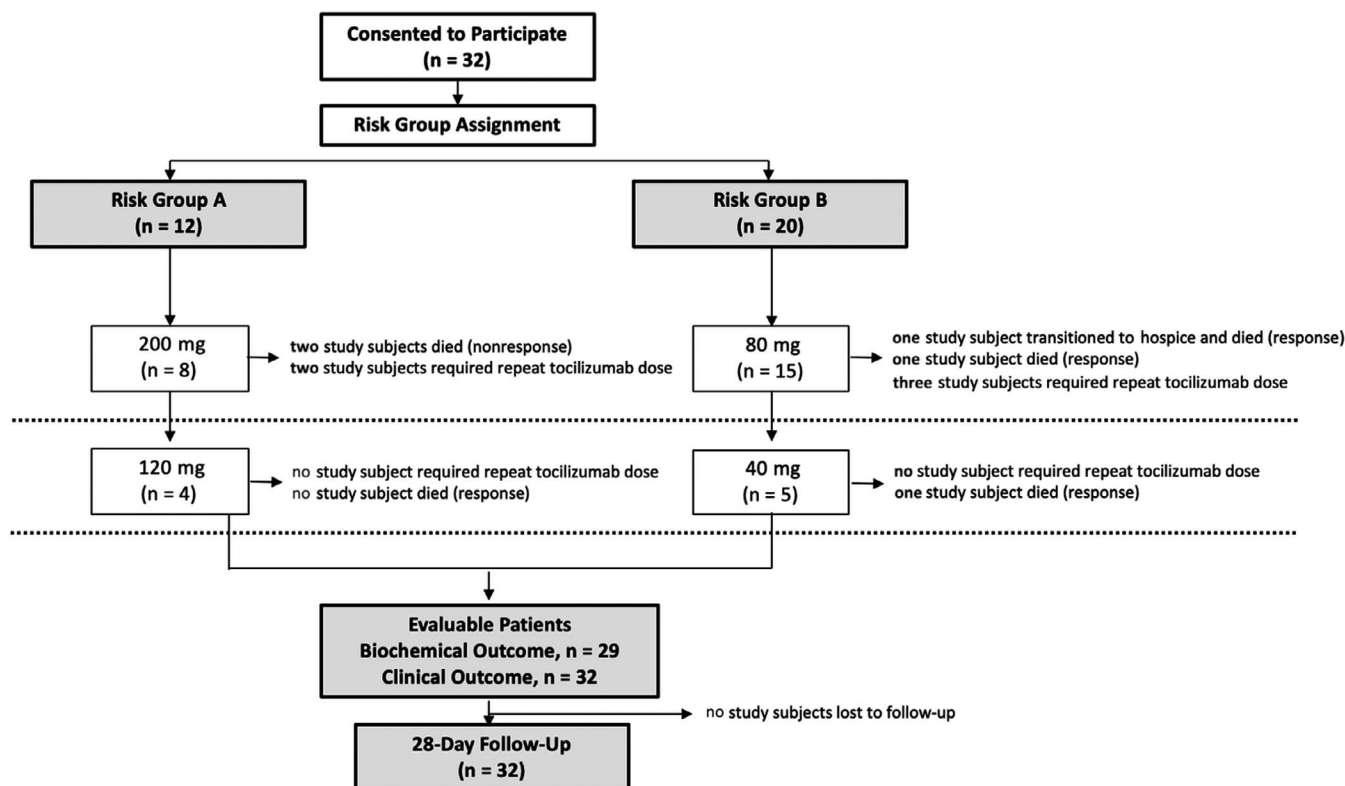 Consented to Participate
(n = 32)
Risk Group Assignment
Risk Group A
(n = 12)
Risk Group B
(n = 20)
200 mg
(n = 8)
two study subjects died (nonresponse)
two study subjects required repeat tocilizumab dose
80 mg
(n = 15)
one study subject transitioned to hospice and died (response)
one study subject died (response)
three study subjects required repeat tocilizumab dose
120 mg
(n = 4)
no study subject required repeat tocilizumab dose
no study subject died (response)
40 mg
(n = 5)
no study subject required repeat tocilizumab dose
one study subject died (response)
Evaluable Patients
Biochemical Outcome, n = 29
Clinical Outcome, n = 32
no study subjects lost to follow-up
28-Day Follow-Up
(n = 32)